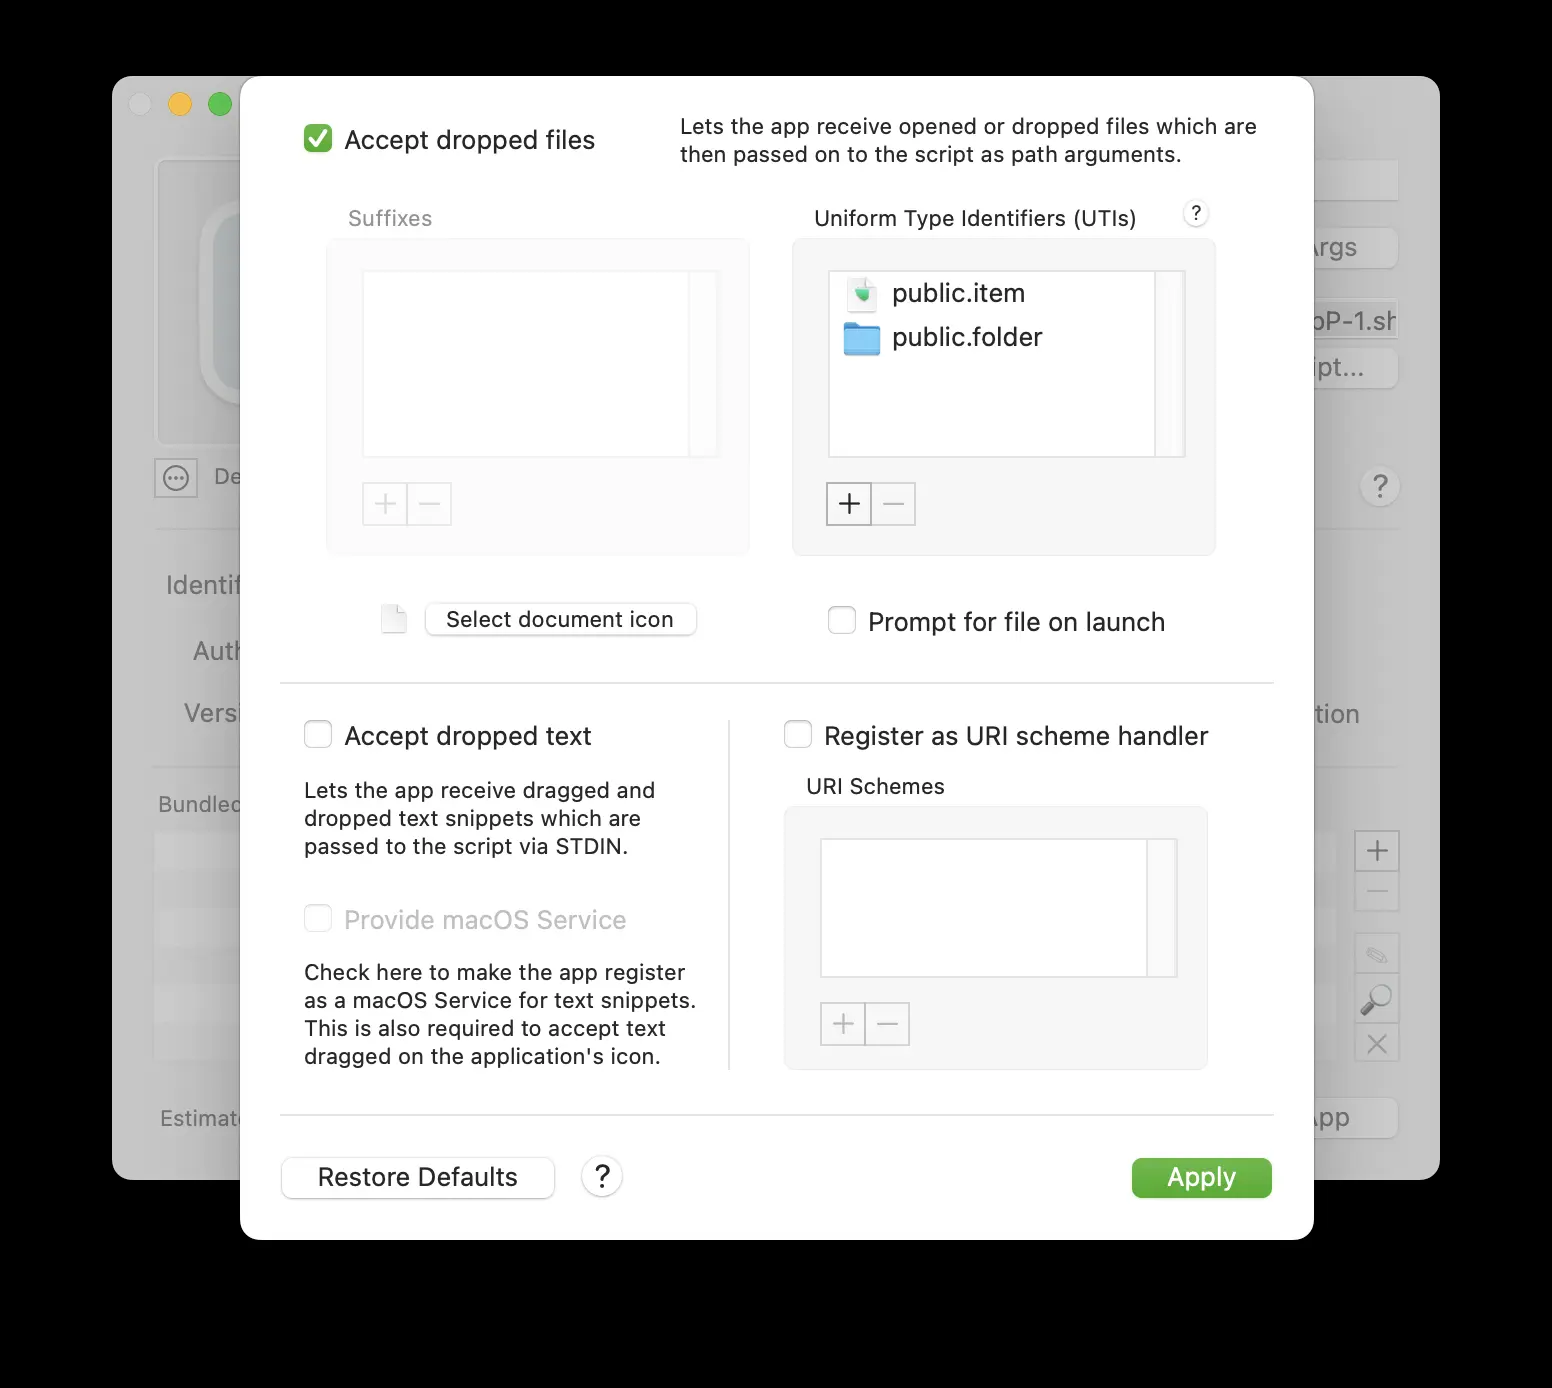 Accept dropped files
Lets the app receive opened or dropped files which are
then passed on to the script as path arguments.
Suffixes
Uniform Type Identifiers (UTIs)
?
public.item
public.folder
Select document icon
Prompt for file on launch
Accept dropped text
Lets the app receive dragged and
dropped text snippets which are
passed to the script via STDIN.
Provide macOS Service
Check here to make the app register
as a macOS Service for text snippets.
This is also required to accept text
dragged on the application's icon.
Register as URI scheme handler
URI Schemes
Restore Defaults
?
Apply
De
Identif
Auth
Versi
Bundled
Estimate
Args
oP-1.sh
ipt...
?
tion
App